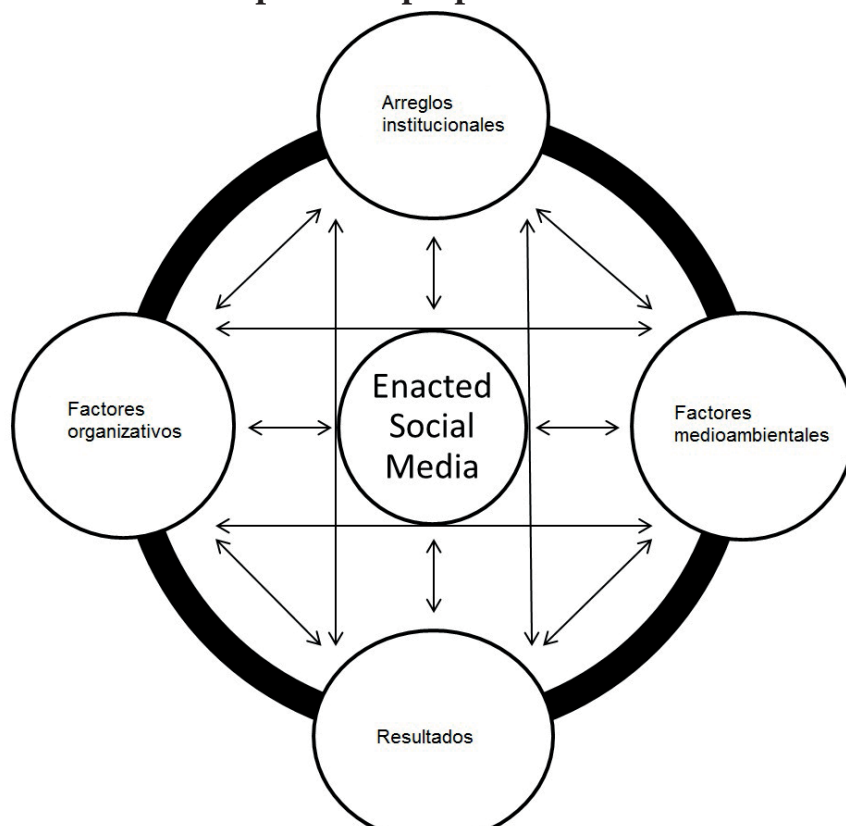 Arreglos
institucionales
Factores
organizativos
Enacted
Social
Media
Factores
medioambientales
Resultados